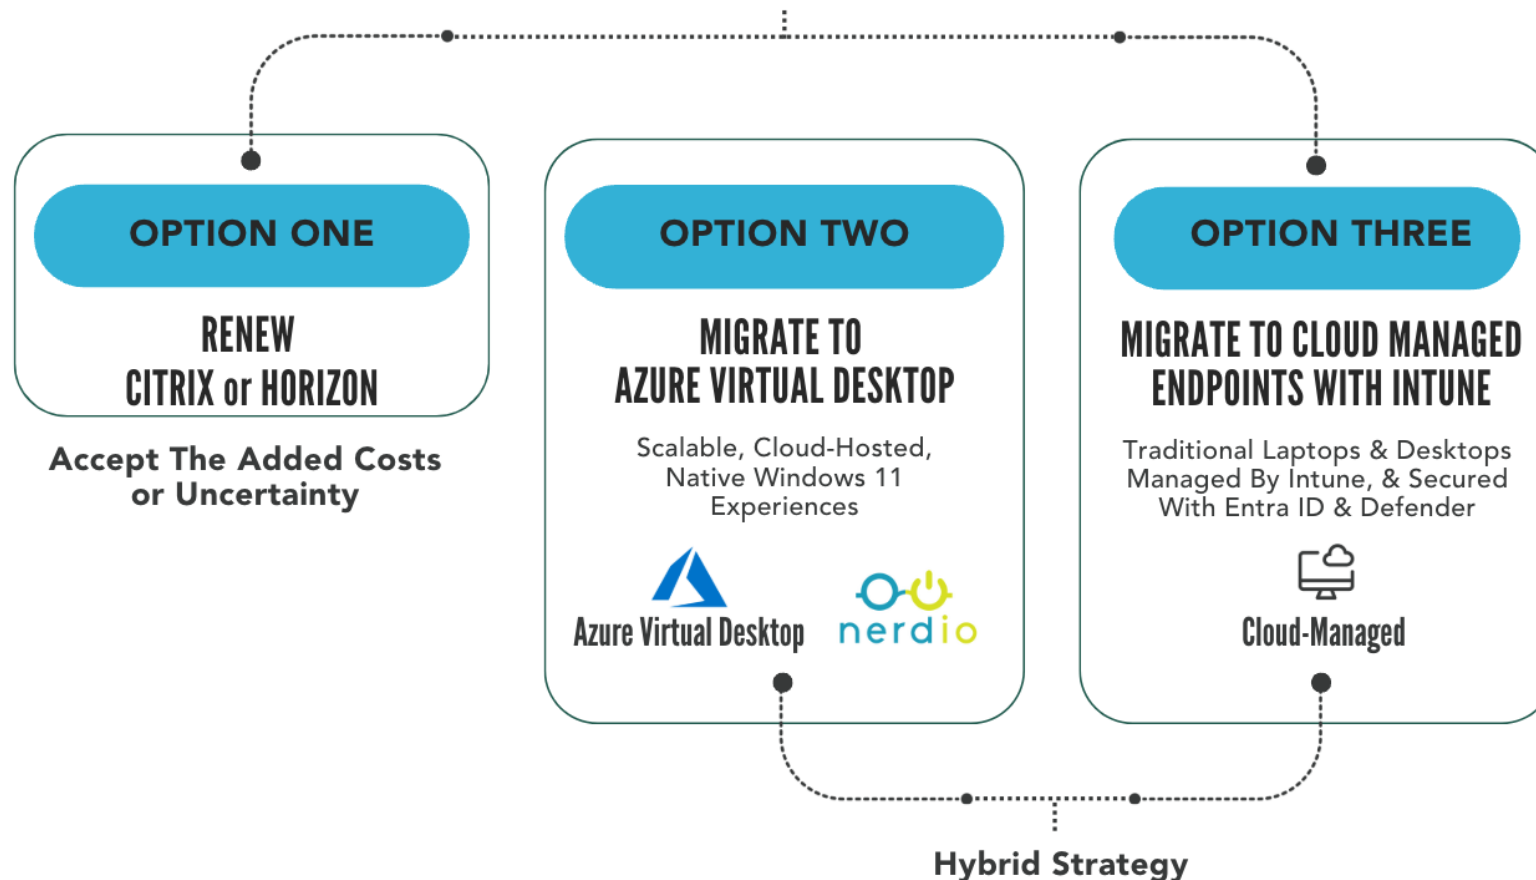 OPTION ONE
RENEW
CITRIX or HORIZON
Accept The Added Costs
or Uncertainty
OPTION TWO
MIGRATE TO
AZURE VIRTUAL DESKTOP
Scalable, Cloud-Hosted,
Native Windows 11
Experiences
Azure Virtual Desktop
nerdio
OPTION THREE
MIGRATE TO CLOUD MANAGED
ENDPOINTS WITH INTUNE
Traditional Laptops & Desktops
Managed By Intune, & Secured
With Entra ID & Defender
Cloud-Managed
Hybrid Strategy